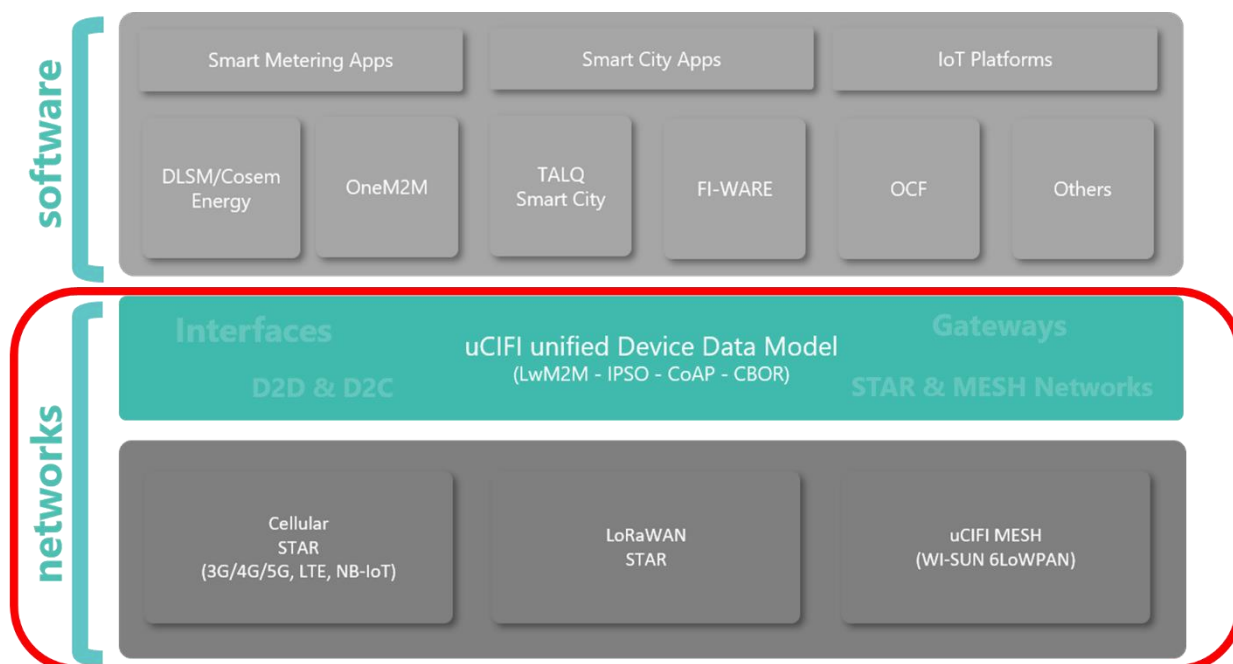 software
Smart Metering Apps
Smart City Apps
IoT Platforms
DLSM/Cosem
Energy
OneM2M
TALQ
Smart City
FI-WARE
OCF
Others
networks
Interfaces
Gateways
uCIFI unified Device Data Model
(LwM2M - IPSO - CoAP - CBOR)
D2D & D2C
STAR & MESH Networks
Cellular
STAR
(3G/4G/5G, LTE, NB-IoT)
LoRaWAN
STAR
uCIFI MESH
(WI-SUN 6LoWPAN)